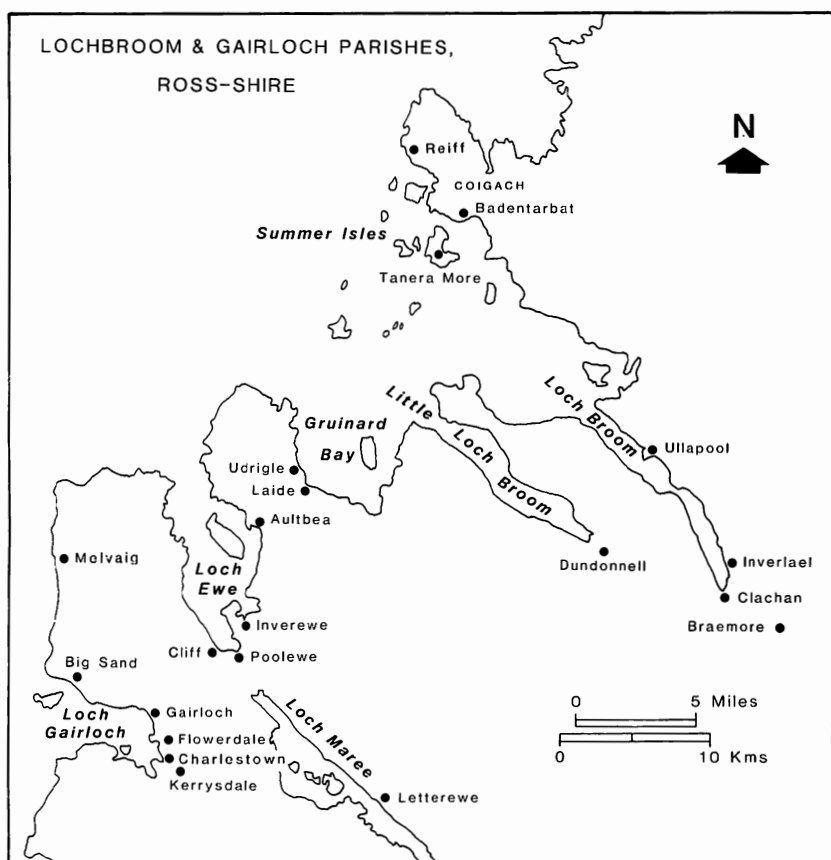 LOCHBROOM & GAIRLOCH PARISHES,
ROSS-SHIRE
N
Reiff
COIGACH
Badentarbat
Summer Isles
Tanera More
Loch Broom
Little Loch Broom
Gruinard
Bay
Ullapool
Udrigle
Laide
Aultbea
Melvaig
Loch
Ewe
Dundonnell
Inverlael
Clachan
Braemore
Inverewe
Cliff
Poolewe
Big Sand
Loch
Gairloch
Gairloch
Flowerdale
Charlestown
Kerrysdale
Loch Maree
Letterewe
0 5 Miles
0 10 Kms